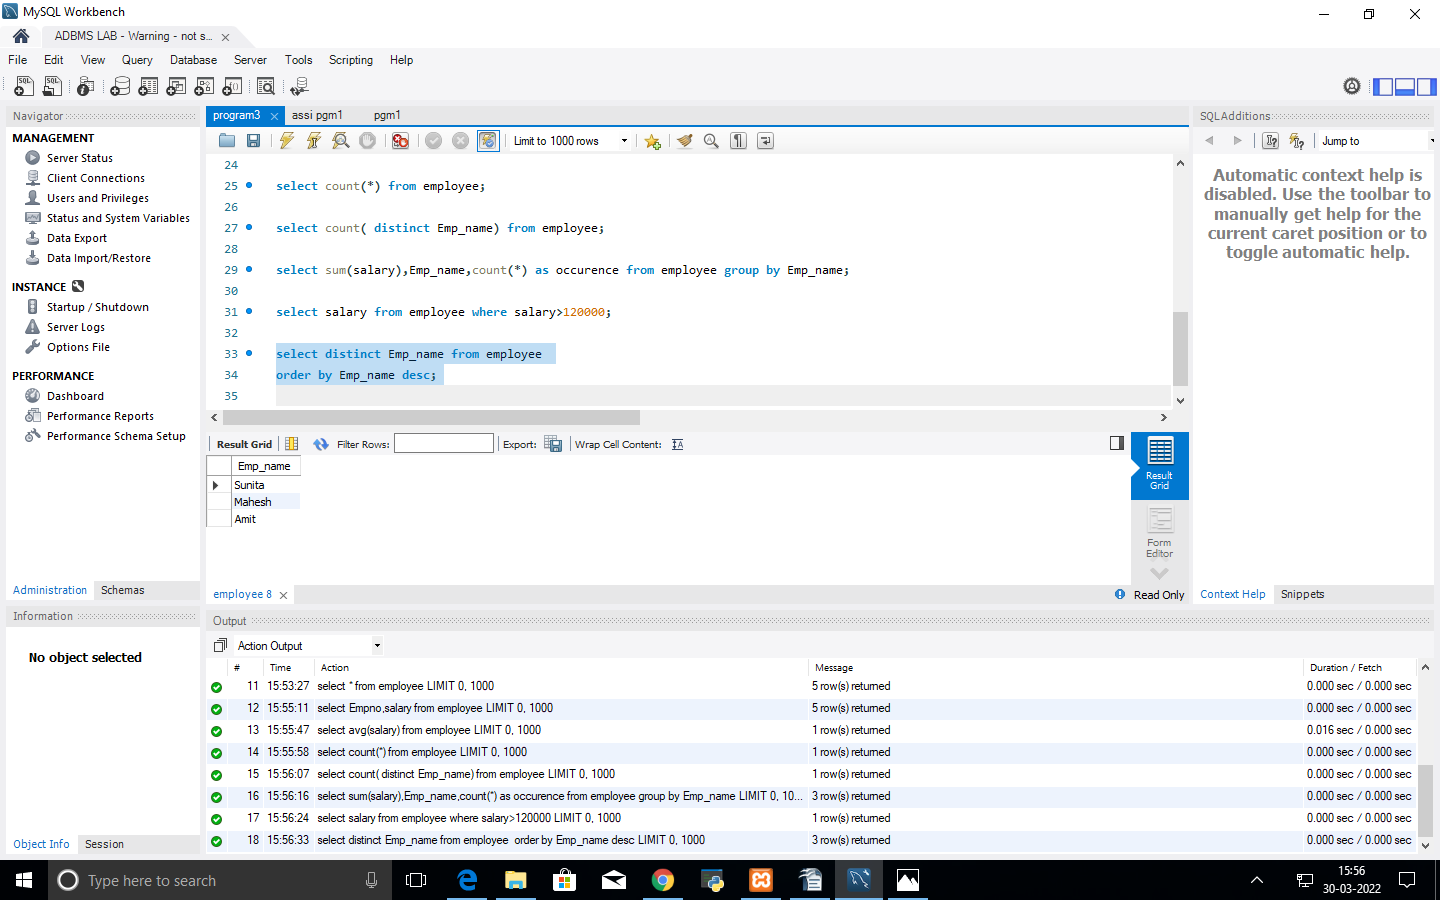 MySQL Workbench
ADBMS LAB - Warning - not s...
File Edit View Query Database Server Tools Scripting Help
Navigator
MANAGEMENT
Server Status
Client Connections
Users and Privileges
Status and System Variables
Data Export
Data Import/Restore
INSTANCE
Startup / Shutdown
Server Logs
Options File
PERFORMANCE
Dashboard
Performance Reports
Performance Schema Setup
Administration Schemas
Information
No object selected
Object Info Session
program3 assi pgm1 pgm1
Limit to 1000 rows
24
25 select count(*) from employee;
26
27 select count( distinct Emp_name) from employee;
28
29 select sum(salary),Emp_name,count(*) as occurence from employee group by Emp_name;
30
31 select salary from employee where salary>120000;
32
33 select distinct Emp_name from employee
34 order by Emp_name desc;
35
Result Grid Filter Rows: Export: Wrap Cell Content:
Emp_name
Sunita
Mahesh
Amit
Result
Grid
Form
Editor
employee 8
Read Only
SQLAdditions
Jump to
Automatic context help is
disabled. Use the toolbar to
manually get help for the
current caret position or to
toggle automatic help.
Context Help Snippets
Output
Action Output
# Time Action Message Duration / Fetch
11 15:53:27 select * from employee LIMIT 0, 1000 5 row(s) returned 0.000 sec / 0.000 sec
12 15:55:11 select Empno,salary from employee LIMIT 0, 1000 5 row(s) returned 0.000 sec / 0.000 sec
13 15:55:47 select avg(salary) from employee LIMIT 0, 1000 1 row(s) returned 0.016 sec / 0.000 sec
14 15:55:58 select count(*) from employee LIMIT 0, 1000 1 row(s) returned 0.000 sec / 0.000 sec
15 15:56:07 select count( distinct Emp_name) from employee LIMIT 0, 1000 1 row(s) returned 0.000 sec / 0.000 sec
16 15:56:16 select sum(salary),Emp_name,count(*) as occurence from employee group by Emp_name LIMIT 0, 10... 3 row(s) returned 0.000 sec / 0.000 sec
17 15:56:24 select salary from employee where salary>120000 LIMIT 0, 1000 1 row(s) returned 0.000 sec / 0.000 sec
18 15:56:33 select distinct Emp_name from employee  order by Emp_name desc LIMIT 0, 1000 3 row(s) returned 0.000 sec / 0.000 sec
Type here to search
15:56
30-03-2022